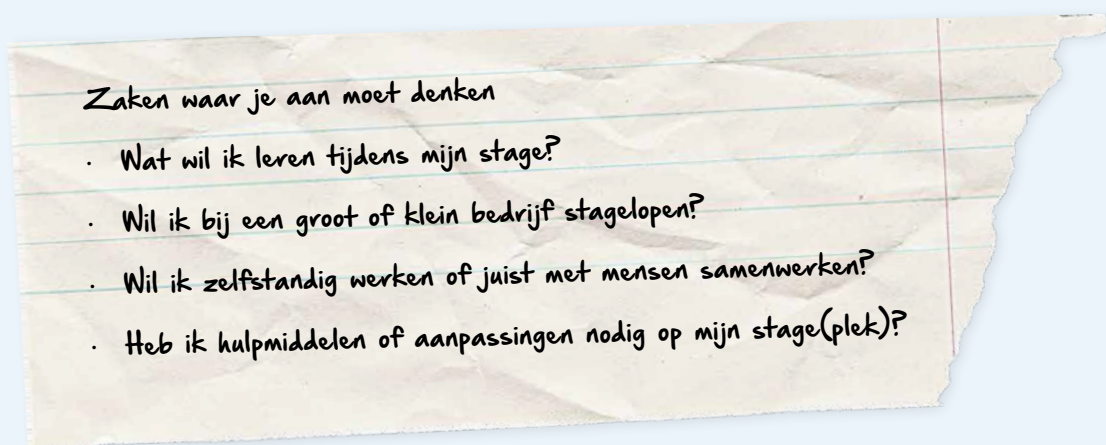 Zaken waar je aan moet denken
· Wat wil ik leren tijdens mijn stage?
· Wil ik bij een groot of klein bedrijf stagelopen?
· Wil ik zelfstandig werken of juist met mensen samenwerken?
· Heb ik hulpmiddelen of aanpassingen nodig op mijn stage(plek)?